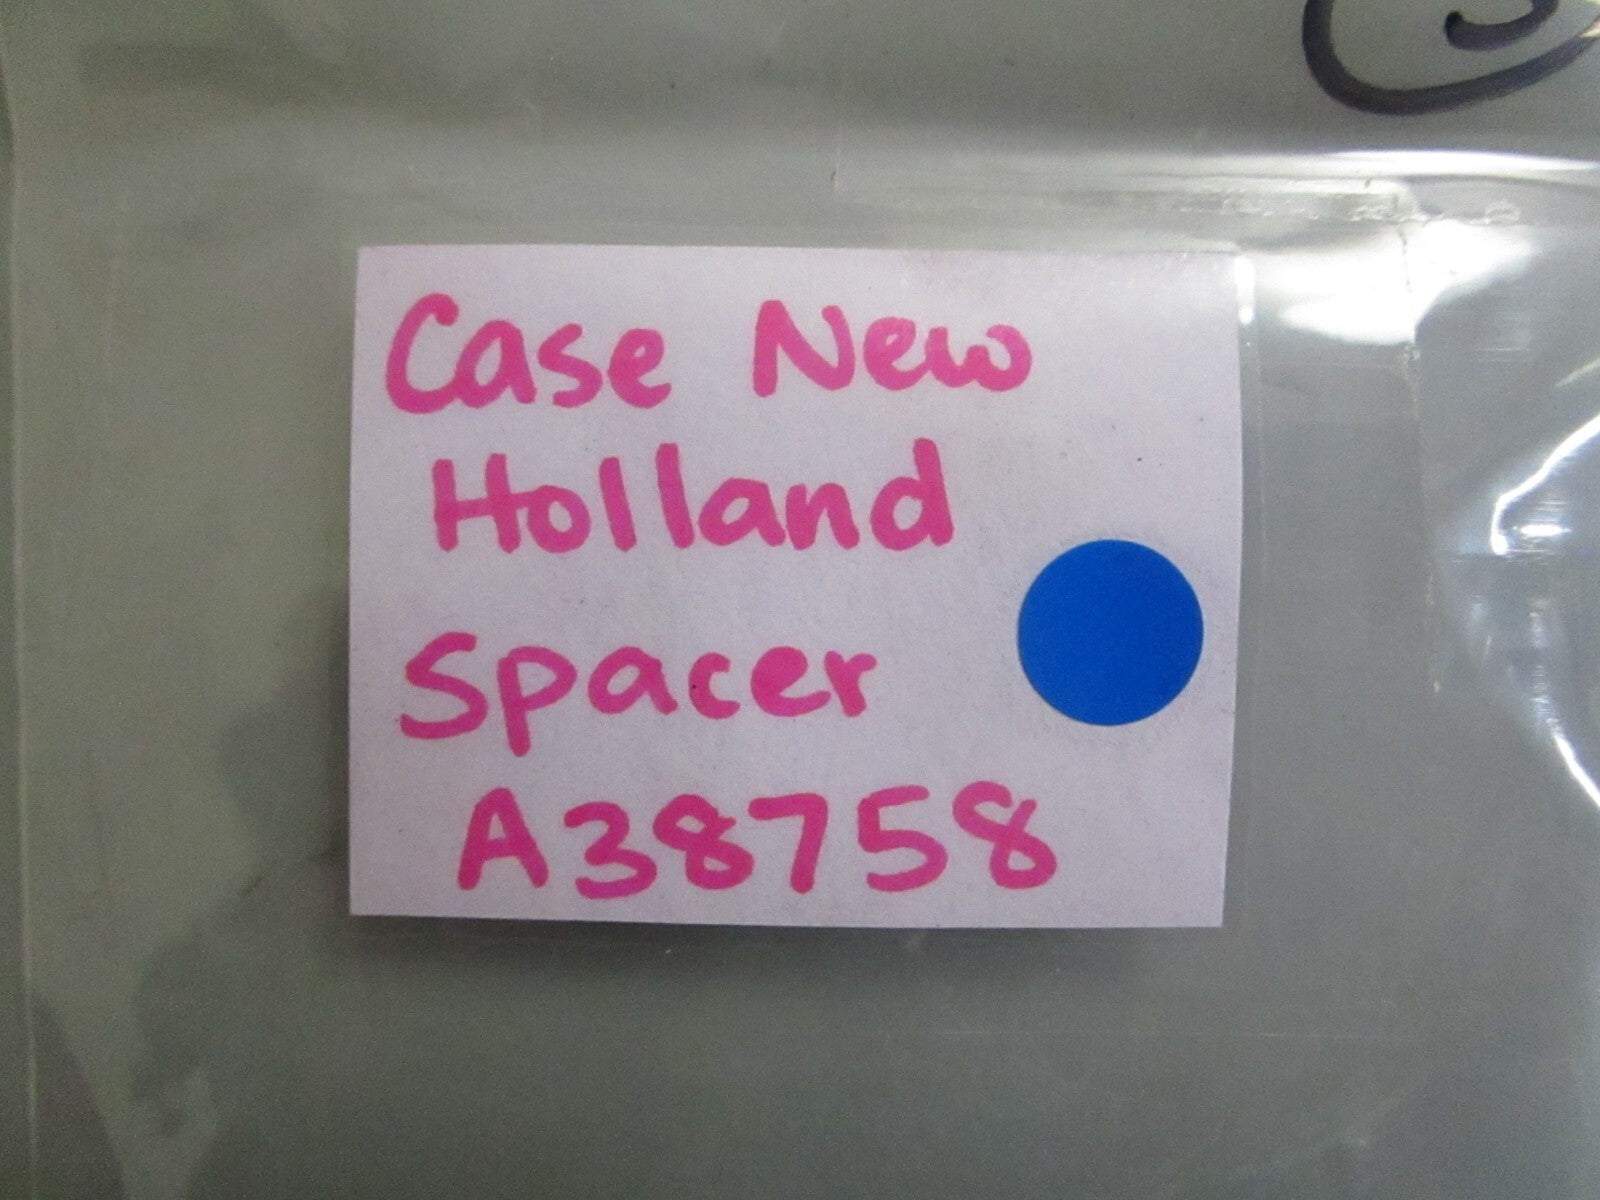 Case New
Holland
Spacer
A38758